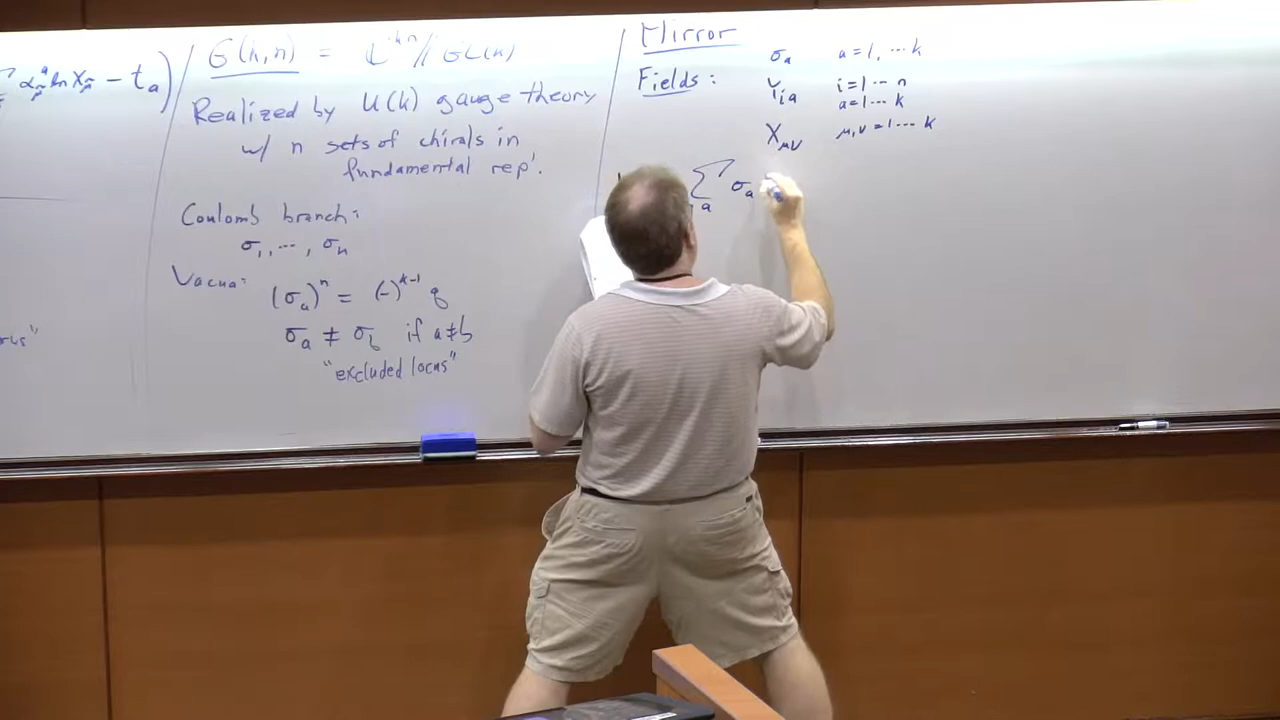 α^a_μ̃ ln X_μ̃ - t_a )
G(k,n) = ℂ^{kn} // GL(k)
Realized by U(k) gauge theory
w/ n sets of chirals in
fundamental rep'.
Coulomb branch:
σ_1, ..., σ_n
Vacua: (σ_a)^n = (-)^{k-1} q
σ_a ≠ σ_b if a≠b
"excluded locus"
Mirror
Fields: σ_a a=1, ... k
Y_{ia} i=1 ... n
a=1 ... k
X_{μν} μ,ν=1 ... k
∑_a σ_a